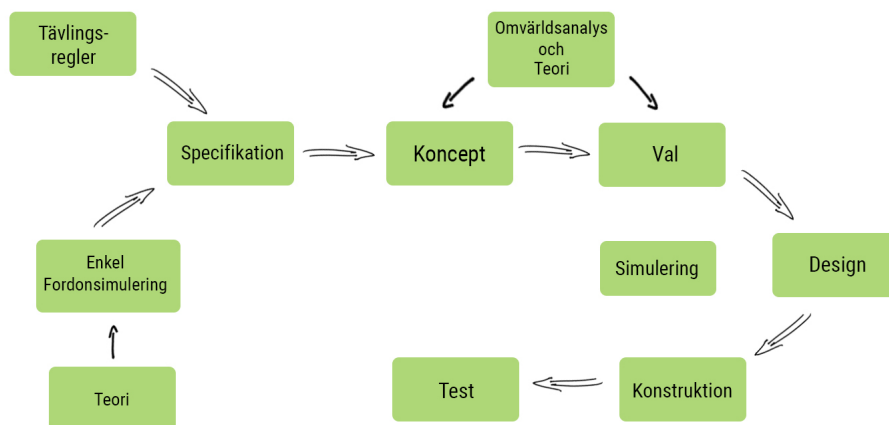 Tävlings-
regler
Omvärldsanalys
och
Teori
Specifikation
Koncept
Val
Enkel
Fordonsimulering
Simulering
Design
Teori
Test
Konstruktion